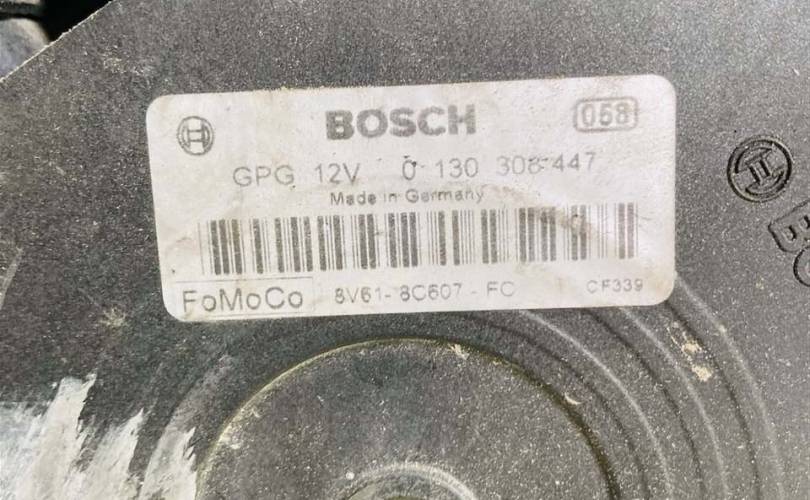 BOSCH 058
GPG 12V 0 130 308 447
Made in Germany
FoMoCo 8V61-8C607-FC CF339